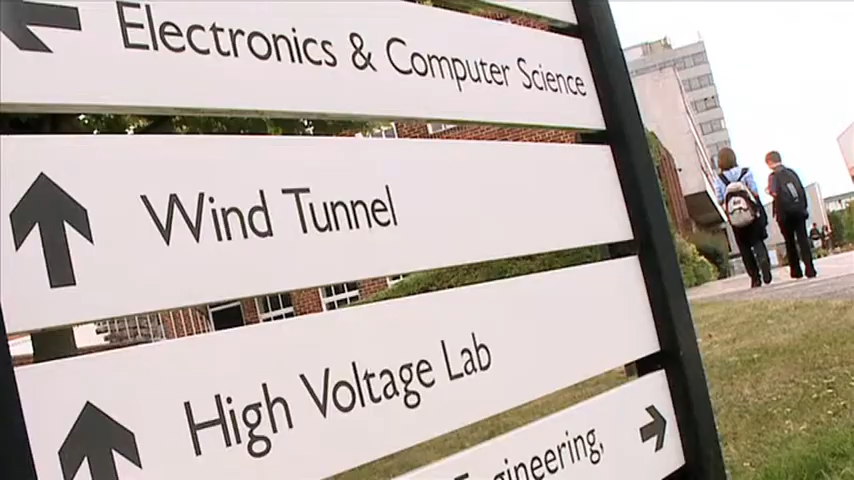 Electronics & Computer Science
Wind Tunnel
High Voltage Lab
Engineering,